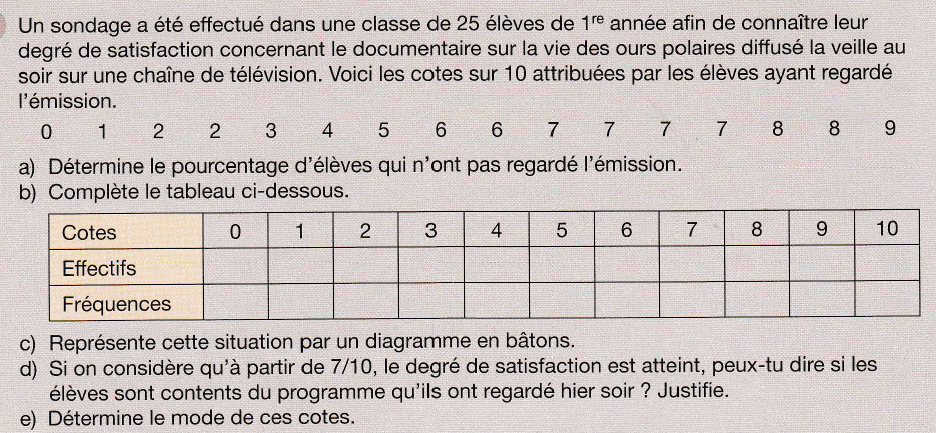 Un sondage a été effectué dans une classe de 25 élèves de 1re année afin de connaître leur
degré de satisfaction concernant le documentaire sur la vie des ours polaires diffusé la veille au
soir sur une chaîne de télévision. Voici les cotes sur 10 attribuées par les élèves ayant regardé
l'émission.
0 1 2 2 3 4 5 6 6 7 7 7 7 8 8 9
a) Détermine le pourcentage d'élèves qui n'ont pas regardé l'émission.
b) Complète le tableau ci-dessous.
Cotes 0 1 2 3 4 5 6 7 8 9 10
Effectifs
Fréquences
c) Représente cette situation par un diagramme en bâtons.
d) Si on considère qu'à partir de 7/10, le degré de satisfaction est atteint, peux-tu dire si les
élèves sont contents du programme qu'ils ont regardé hier soir ? Justifie.
e) Détermine le mode de ces cotes.